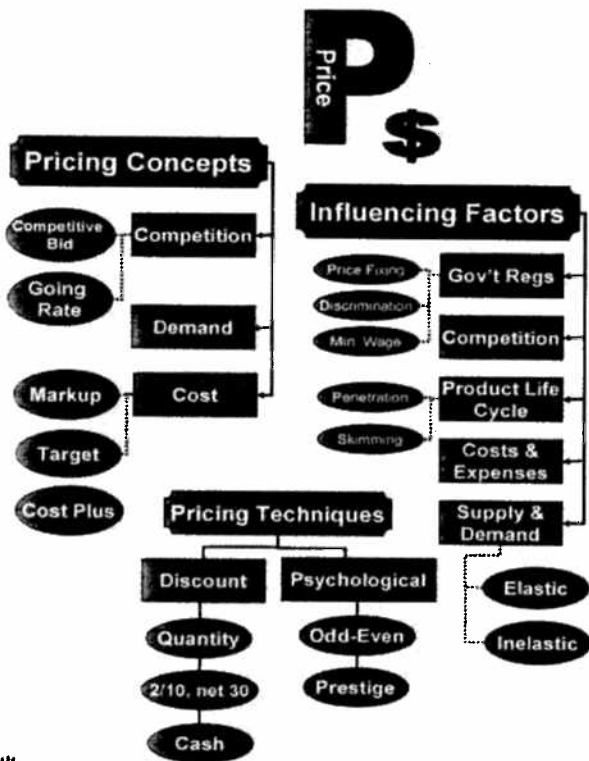 Price
$
Pricing Concepts
Competitive
Bid
Competition
Going
Rate
Demand
Markup
Cost
Target
Cost Plus
Influencing Factors
Price Fixing
Gov't Regs
Discrimination
Min. Wage
Competition
Penetration
Product Life
Cycle
Skimming
Costs &
Expenses
Supply &
Demand
Elastic
Inelastic
Pricing Techniques
Discount
Psychological
Quantity
Odd-Even
2/10, net 30
Prestige
Cash